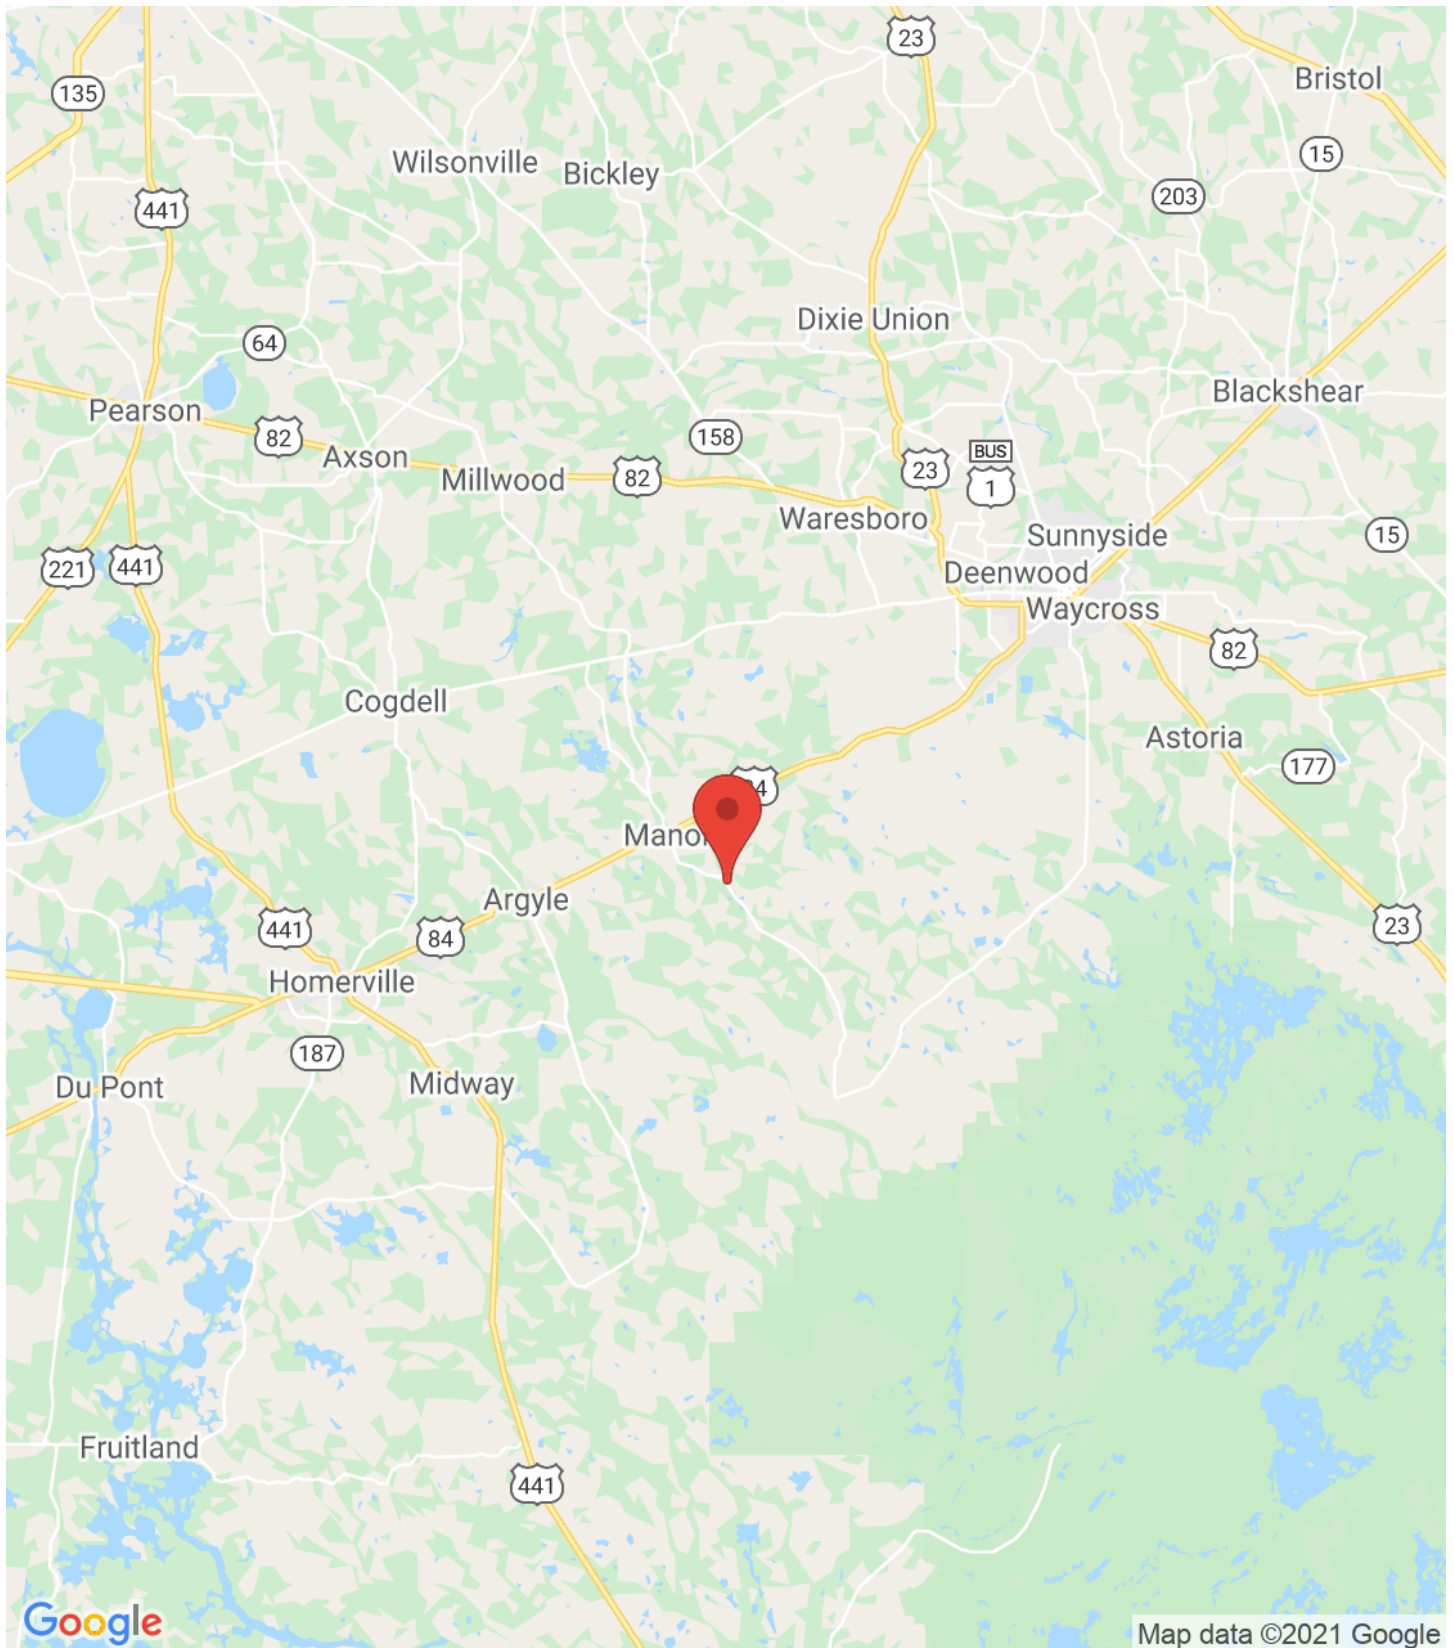 23
Bristol
135
15
Wilsonville
Bickley
203
441
Dixie Union
64
Blackshear
Pearson
82
158
BUS
Axson
23
Millwood
82
1
Waresboro
15
Sunnyside
221
441
Deenwood
Waycross
82
Cogdell
Astoria
177
Argyle
23
441
84
Homerville
187
Midway
Du Pont
Fruitland
441
Google
Map data ©2021 Google